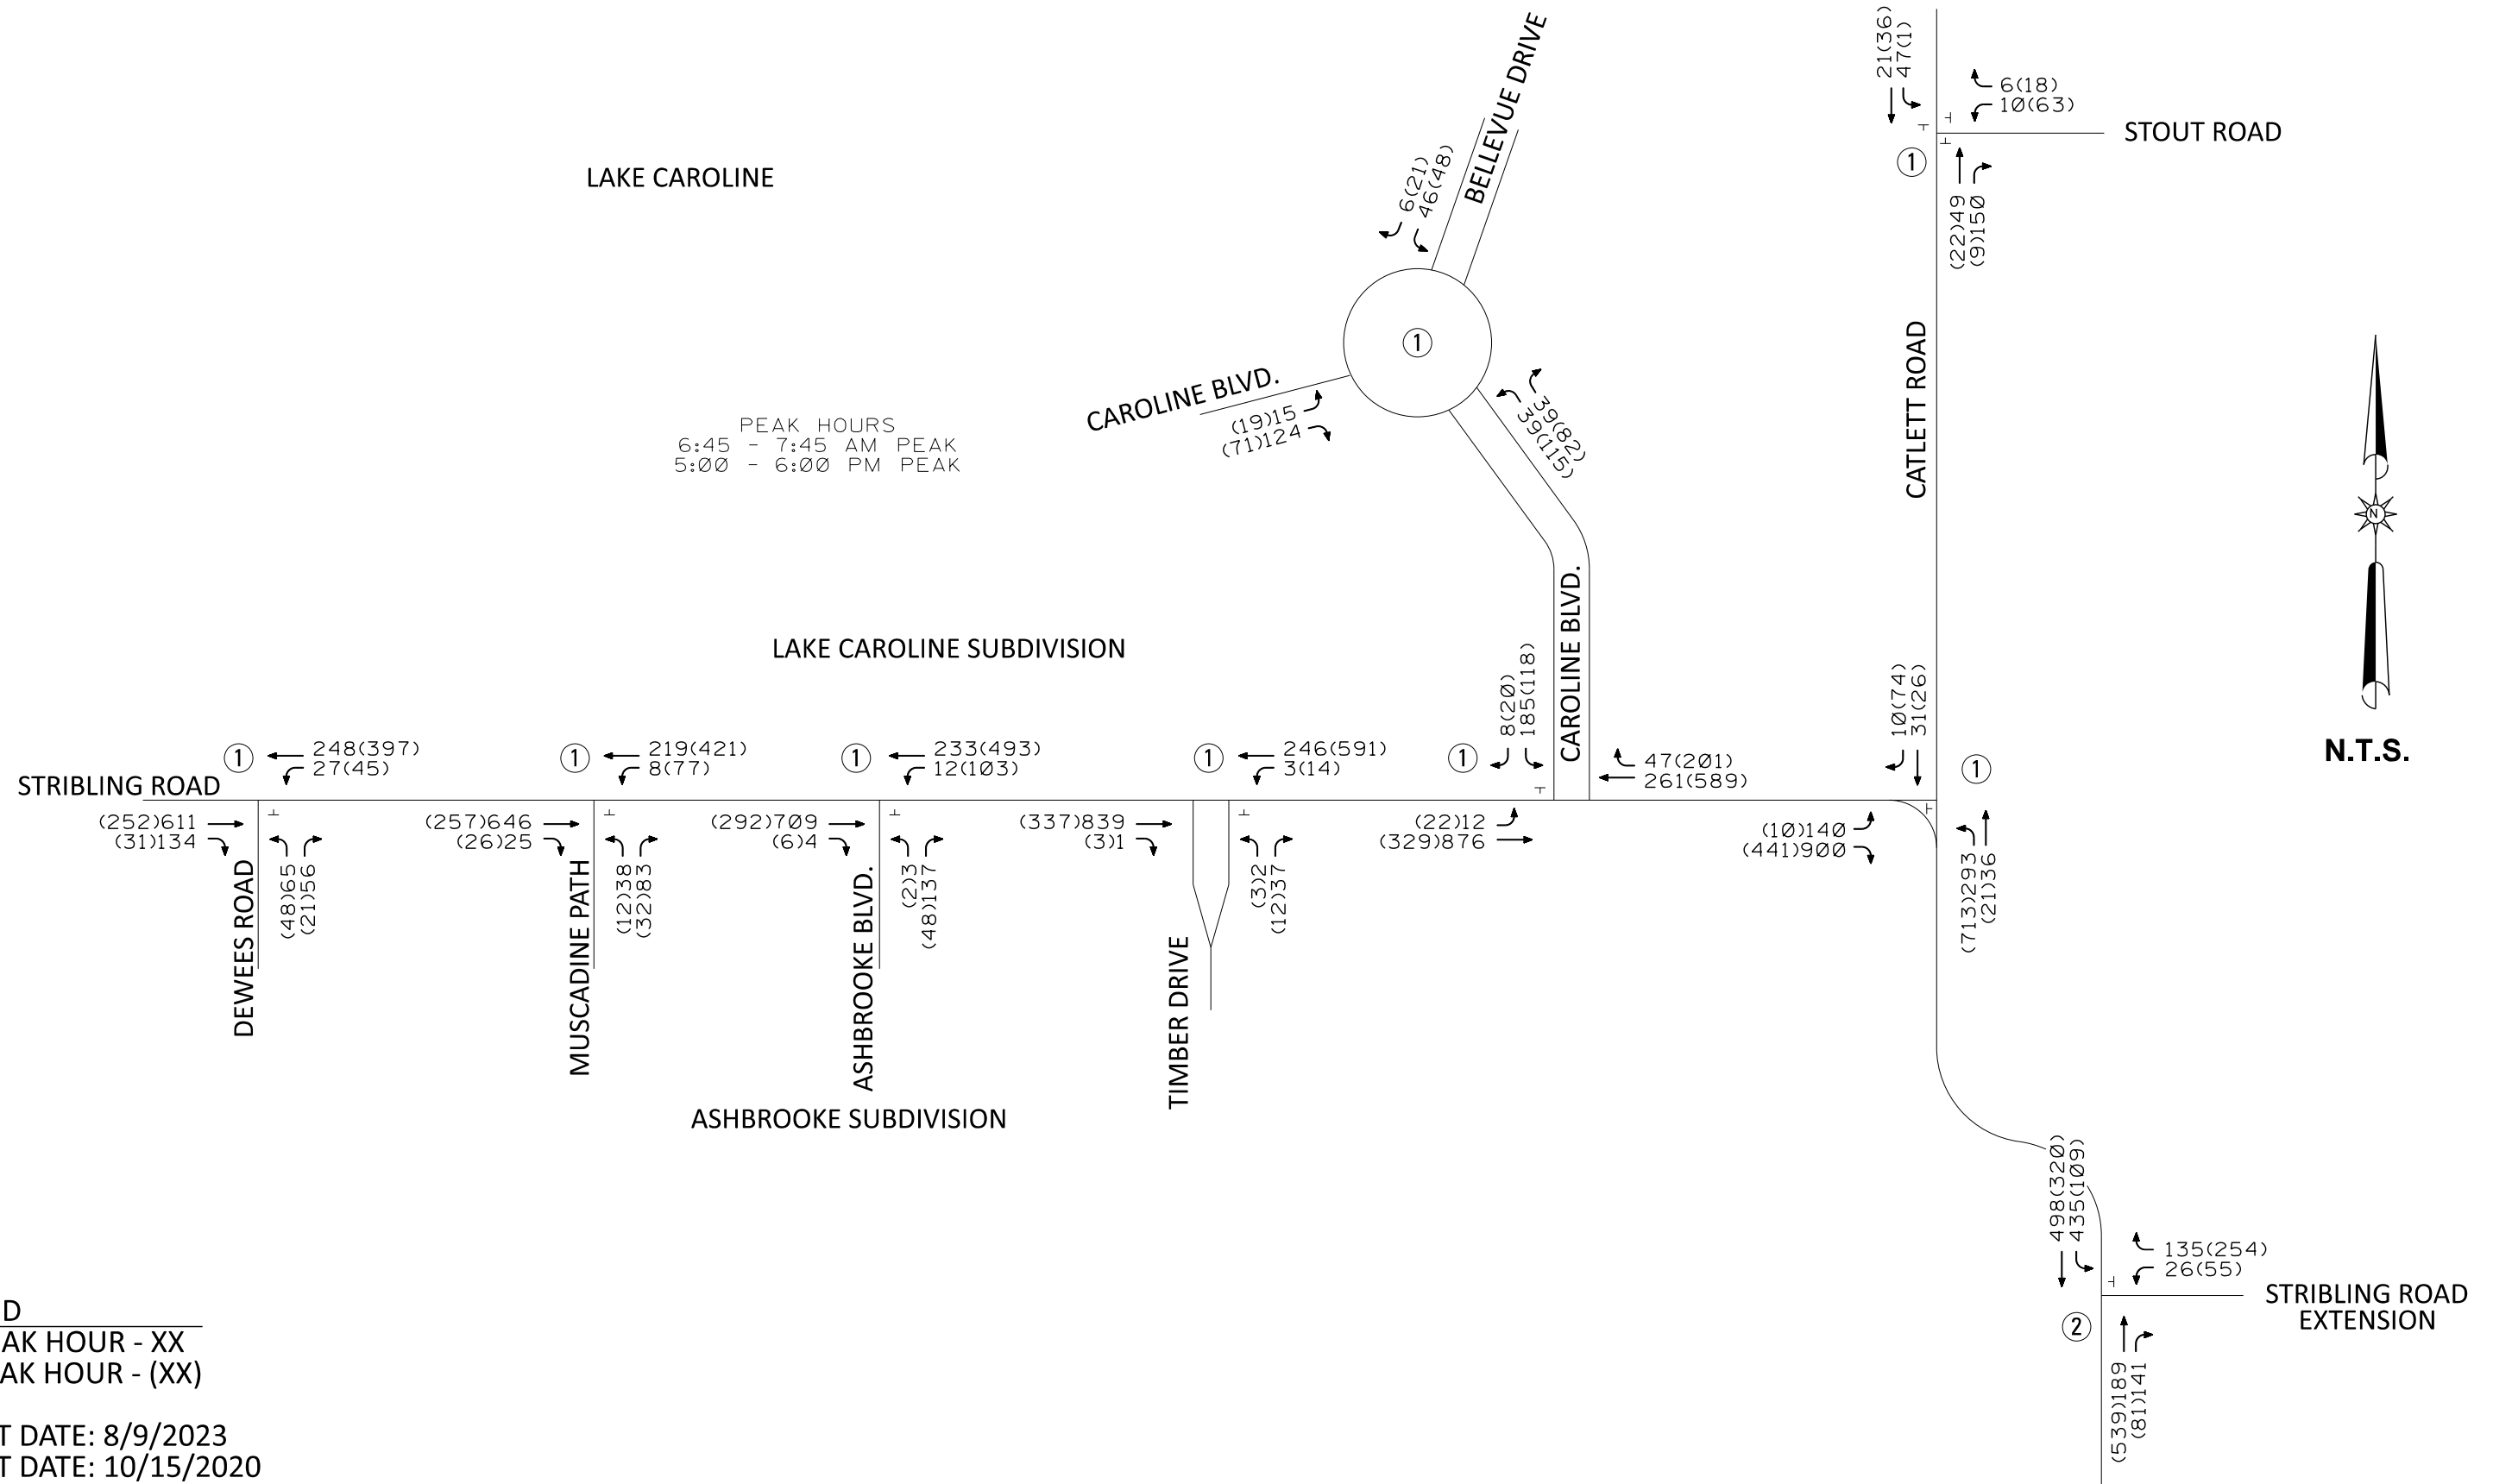 21(36)
47(1)
6(18)
10(63)
STOUT ROAD
(22)49
(9)150
BELLEVUE DRIVE
6(21)
46(48)
LAKE CAROLINE
CATLETT ROAD
CAROLINE BLVD.
(19)15
(71)124
39(82)
39(115)
PEAK HOURS
6:45 - 7:45 AM PEAK
5:00 - 6:00 PM PEAK
1
1
N
N.T.S.
LAKE CAROLINE SUBDIVISION
CAROLINE BLVD.
8(20)
185(118)
10(74)
31(26)
STRIBLING ROAD
1
248(397)
27(45)
1
219(421)
8(77)
1
233(493)
12(103)
1
246(591)
3(14)
1
47(201)
261(589)
1
(252)611
(31)134
(257)646
(26)25
(292)709
(6)4
(337)839
(3)1
(22)12
(329)876
(10)140
(441)900
(48)65
(21)56
(12)38
(32)83
(2)3
(48)137
(3)2
(12)37
(713)293
(21)36
DEWEES ROAD
MUSCADINE PATH
ASHBROOKE BLVD.
TIMBER DRIVE
ASHBROOKE SUBDIVISION
498(320)
435(109)
135(254)
26(55)
STRIBLING ROAD
EXTENSION
2
(539)189
(81)141
D
AK HOUR - XX
AK HOUR - (XX)
T DATE: 8/9/2023
T DATE: 10/15/2020